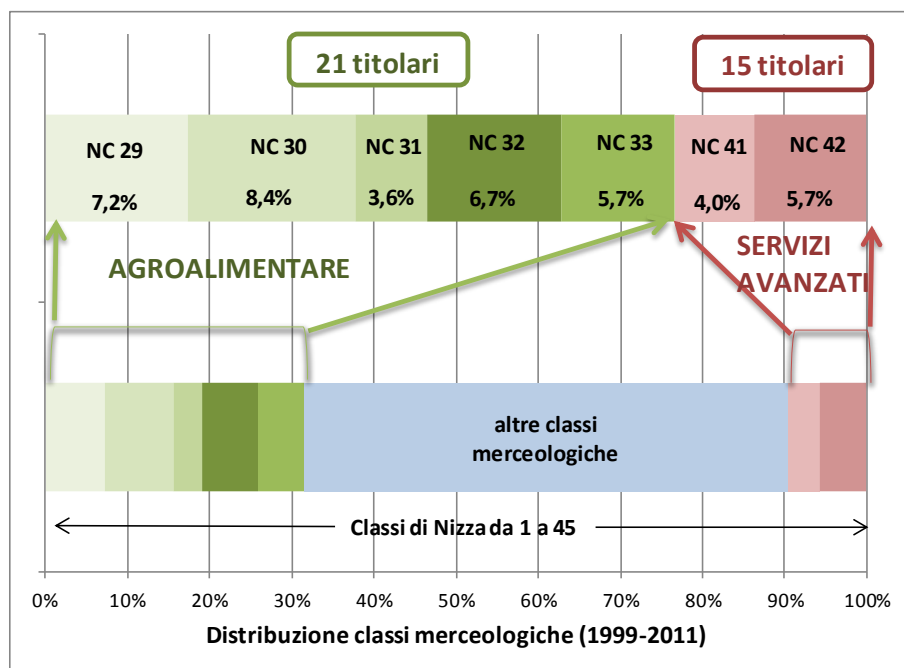 21 titolari
15 titolari
NC 29
NC 30
NC 31
NC 32
NC 33
NC 41
NC 42
7,2%
8,4%
3,6%
6,7%
5,7%
4,0%
5,7%
AGROALIMENTARE
SERVIZI
AVANZATI
altre classi
merceologiche
Classi di Nizza da 1 a 45
0% 10% 20% 30% 40% 50% 60% 70% 80% 90% 100%
Distribuzione classi merceologiche (1999-2011)